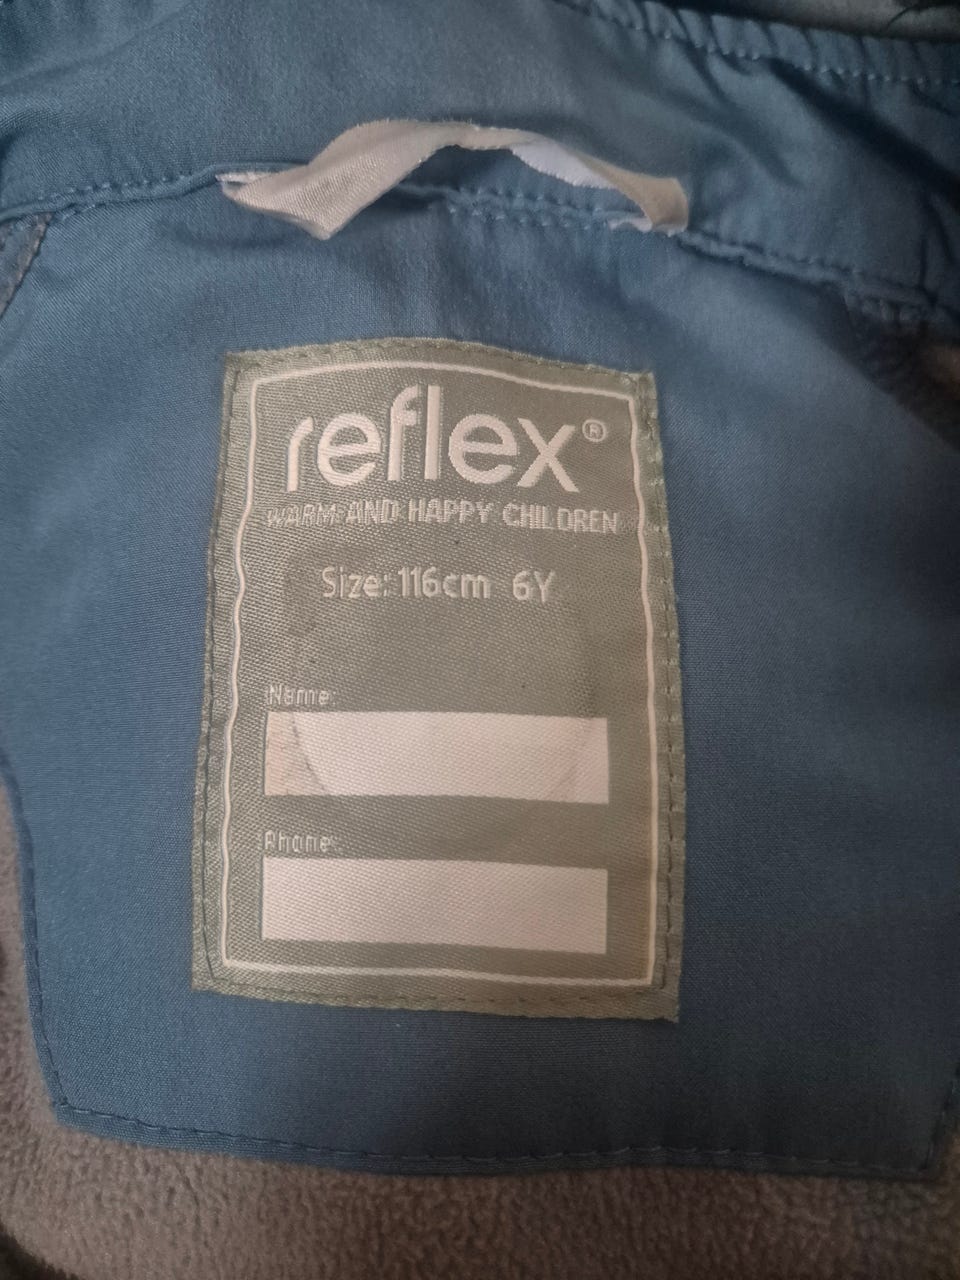 reflex®
WARM AND HAPPY CHILDREN
Size: 116cm 6Y
Name:
Phone: